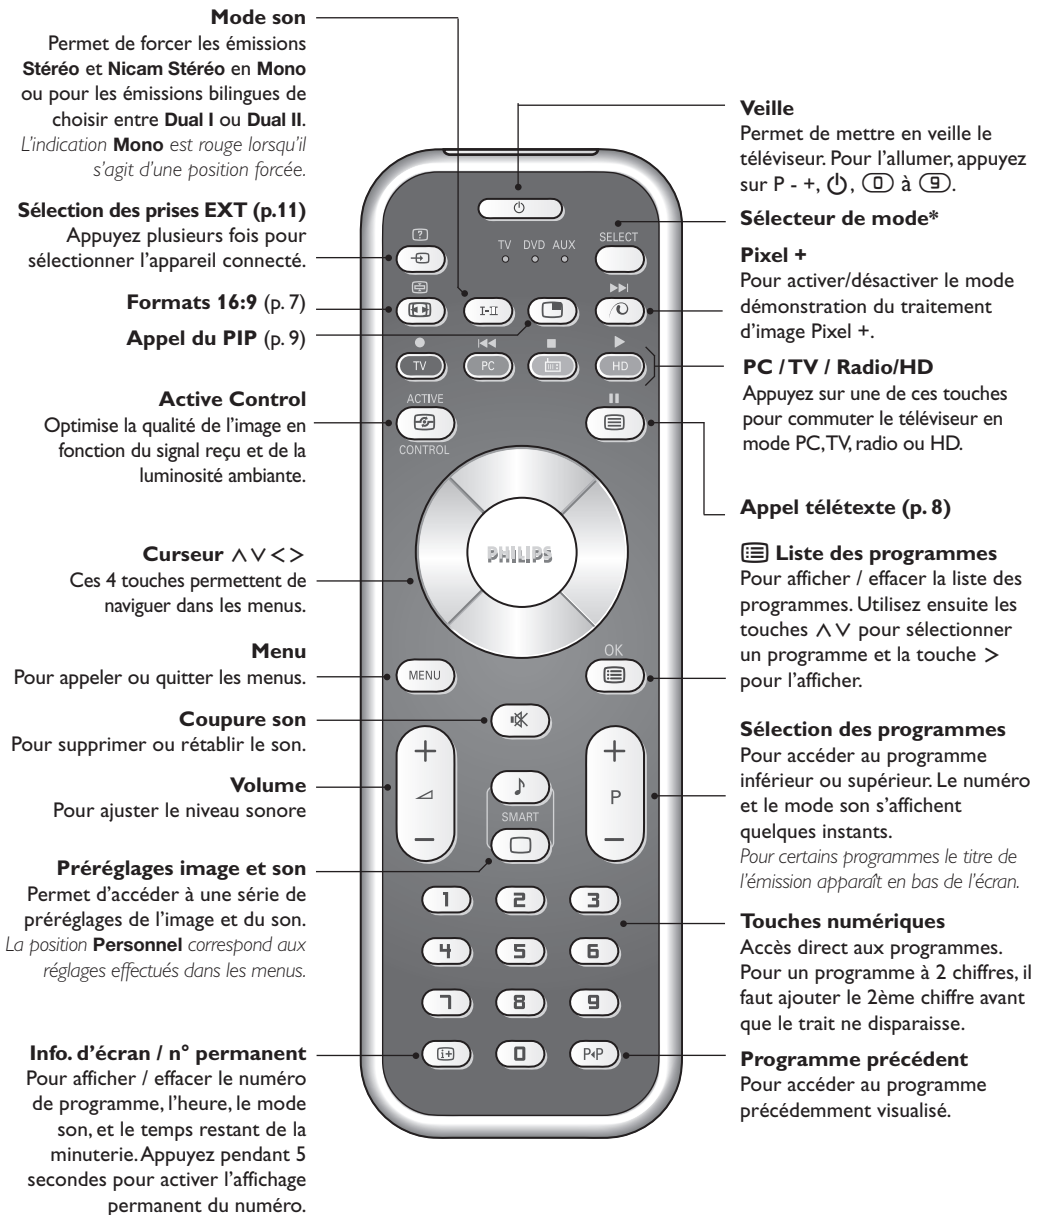 Mode son
Permet de forcer les émissions
Stéréo et Nicam Stéréo en Mono
ou pour les émissions bilingues de
choisir entre Dual I ou Dual II.
L'indication Mono est rouge lorsqu'il
s'agit d'une position forcée.
Sélection des prises EXT (p.11)
Appuyez plusieurs fois pour
sélectionner l'appareil connecté.
Formats 16:9 (p. 7)
Appel du PIP (p. 9)
Active Control
Optimise la qualité de l'image en
fonction du signal reçu et de la
luminosité ambiante.
Curseur ∧ ∨ < >
Ces 4 touches permettent de
naviguer dans les menus.
Menu
Pour appeler ou quitter les menus.
Coupure son
Pour supprimer ou rétablir le son.
Volume
Pour ajuster le niveau sonore
Préréglages image et son
Permet d'accéder à une série de
préréglages de l'image et du son.
La position Personnel correspond aux
réglages effectués dans les menus.
Info. d'écran / n° permanent
Pour afficher / effacer le numéro
de programme, l'heure, le mode
son, et le temps restant de la
minuterie. Appuyez pendant 5
secondes pour activer l'affichage
permanent du numéro.
TV DVD AUX
SELECT
I-II
TV
PC
HD
ACTIVE
CONTROL
PHILIPS
OK
MENU
+
P
−
+
−
SMART
1 2 3
4 5 6
7 8 9
i+ 0 P◂P
Veille
Permet de mettre en veille le
téléviseur. Pour l'allumer, appuyez
sur P - +, ⏻, 0 à 9.
Sélecteur de mode*
Pixel +
Pour activer/désactiver le mode
démonstration du traitement
d'image Pixel +.
PC / TV / Radio/HD
Appuyez sur une de ces touches
pour commuter le téléviseur en
mode PC, TV, radio ou HD.
Appel télétexte (p. 8)
Liste des programmes
Pour afficher / effacer la liste des
programmes. Utilisez ensuite les
touches ∧ ∨ pour sélectionner
un programme et la touche >
pour l'afficher.
Sélection des programmes
Pour accéder au programme
inférieur ou supérieur. Le numéro
et le mode son s'affichent
quelques instants.
Pour certains programmes le titre de
l'émission apparaît en bas de l'écran.
Touches numériques
Accès direct aux programmes.
Pour un programme à 2 chiffres, il
faut ajouter le 2ème chiffre avant
que le trait ne disparaisse.
Programme précédent
Pour accéder au programme
précédemment visualisé.